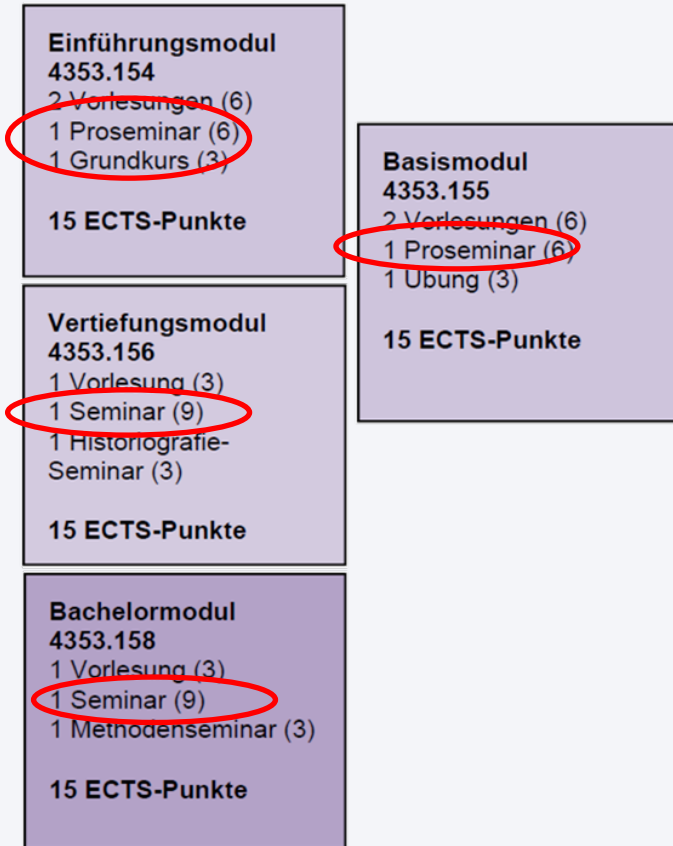 Einführungsmodul
4353.154
2 Vorlesungen (6)
1 Proseminar (6)
1 Grundkurs (3)
15 ECTS-Punkte
Basismodul
4353.155
2 Vorlesungen (6)
1 Proseminar (6)
1 Übung (3)
15 ECTS-Punkte
Vertiefungsmodul
4353.156
1 Vorlesung (3)
1 Seminar (9)
1 Historiografie-
Seminar (3)
15 ECTS-Punkte
Bachelormodul
4353.158
1 Vorlesung (3)
1 Seminar (9)
1 Methodenseminar (3)
15 ECTS-Punkte